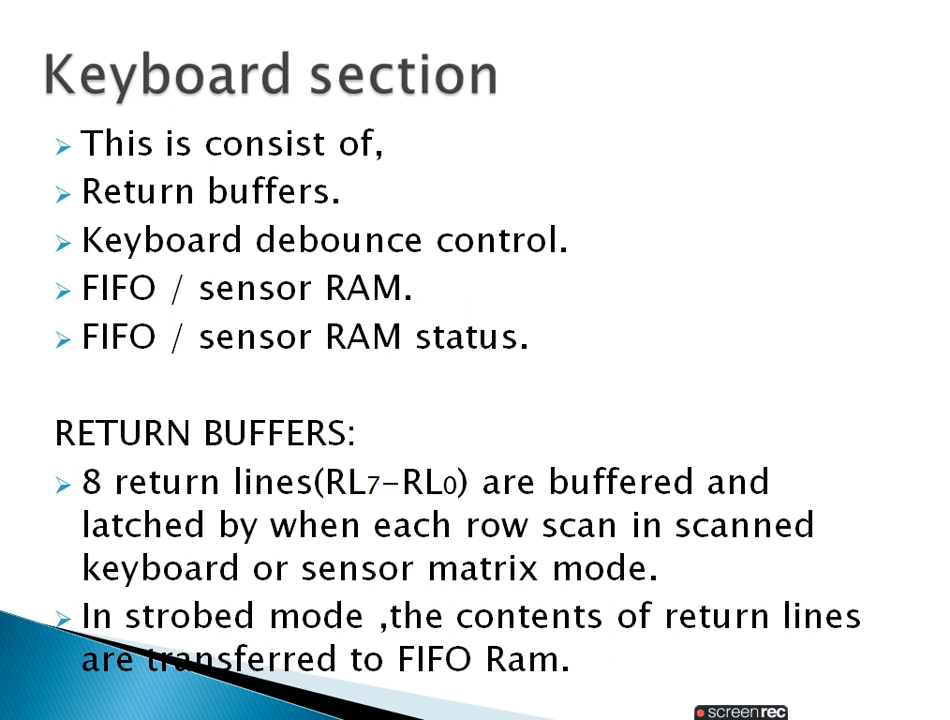 Keyboard section
This is consist of,
Return buffers.
Keyboard debounce control.
FIFO / sensor RAM.
FIFO / sensor RAM status.
RETURN BUFFERS:
8 return lines(RL7-RL0) are buffered and
latched by when each row scan in scanned
keyboard or sensor matrix mode.
In strobed mode ,the contents of return lines
are transferred to FIFO Ram.
screenrec